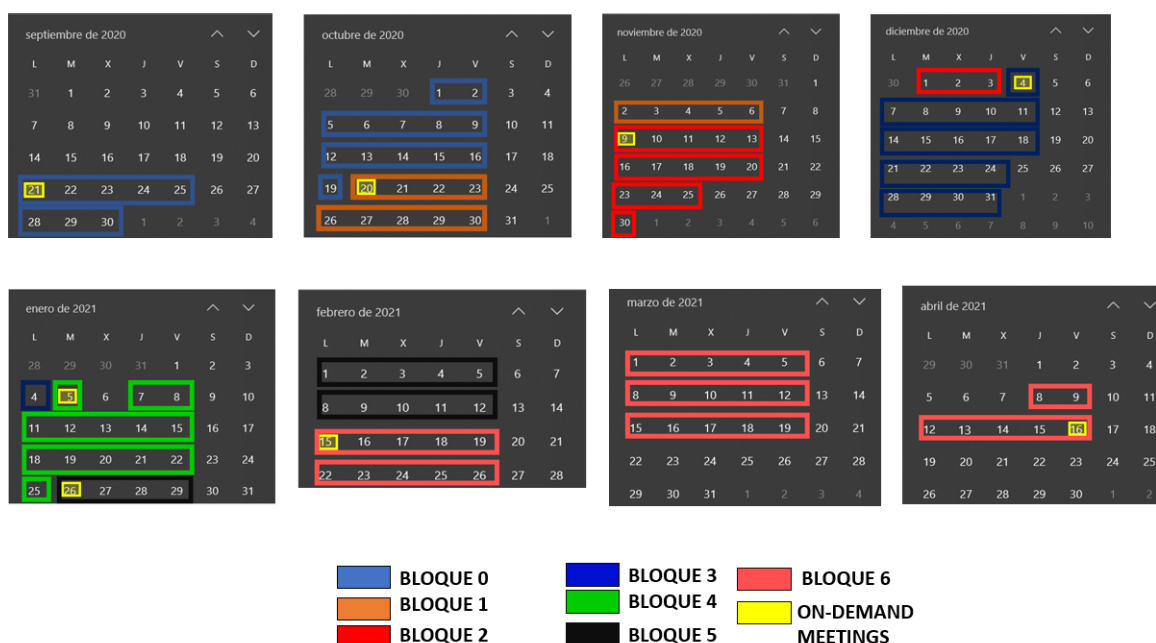 septiembre de 2020
L M X J V S D
31 1 2 3 4 5 6
7 8 9 10 11 12 13
14 15 16 17 18 19 20
21 22 23 24 25 26 27
28 29 30 1 2 3 4
octubre de 2020
L M X J V S D
28 29 30 1 2 3 4
5 6 7 8 9 10 11
12 13 14 15 16 17 18
19 20 21 22 23 24 25
26 27 28 29 30 31 1
noviembre de 2020
L M X J V S D
26 27 28 29 30 31 1
2 3 4 5 6 7 8
9 10 11 12 13 14 15
16 17 18 19 20 21 22
23 24 25 26 27 28 29
30 1 2 3 4 5 6
diciembre de 2020
L M X J V S D
30 1 2 3 4 5 6
7 8 9 10 11 12 13
14 15 16 17 18 19 20
21 22 23 24 25 26 27
28 29 30 31 1 2 3
4 5 6 7 8 9 10
enero de 2021
L M X J V S D
28 29 30 31 1 2 3
4 5 6 7 8 9 10
11 12 13 14 15 16 17
18 19 20 21 22 23 24
25 26 27 28 29 30 31
febrero de 2021
L M X J V S D
1 2 3 4 5 6 7
8 9 10 11 12 13 14
15 16 17 18 19 20 21
22 23 24 25 26 27 28
marzo de 2021
L M X J V S D
1 2 3 4 5 6 7
8 9 10 11 12 13 14
15 16 17 18 19 20 21
22 23 24 25 26 27 28
29 30 31 1 2 3 4
abril de 2021
L M X J V S D
29 30 31 1 2 3 4
5 6 7 8 9 10 11
12 13 14 15 16 17 18
19 20 21 22 23 24 25
26 27 28 29 30 1 2
BLOQUE 0
BLOQUE 1
BLOQUE 2
BLOQUE 3
BLOQUE 4
BLOQUE 5
BLOQUE 6
ON-DEMAND
MEETINGS